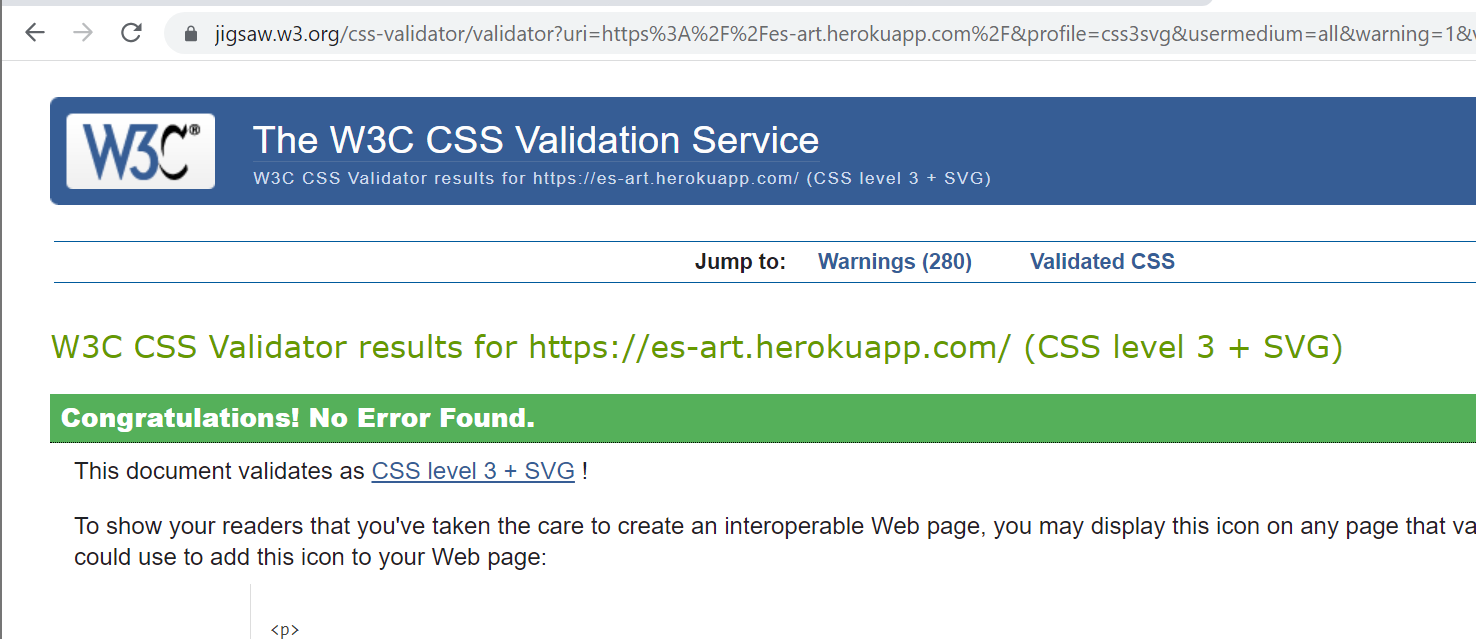 jigsaw.w3.org/css-validator/validator?uri=https%3A%2F%2Fes-art.herokuapp.com%2F&profile=css3svg&usermedium=all&warning=1&v
W3C®
The W3C CSS Validation Service
W3C CSS Validator results for https://es-art.herokuapp.com/ (CSS level 3 + SVG)
Jump to: Warnings (280) Validated CSS
W3C CSS Validator results for https://es-art.herokuapp.com/ (CSS level 3 + SVG)
Congratulations! No Error Found.
This document validates as CSS level 3 + SVG !
To show your readers that you've taken the care to create an interoperable Web page, you may display this icon on any page that va
could use to add this icon to your Web page:
<p>